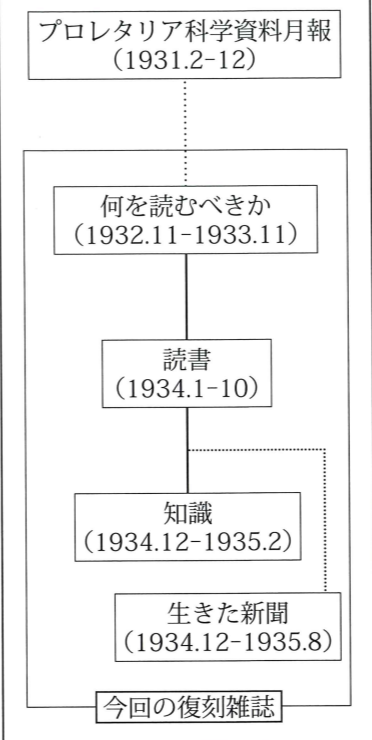 プロレタリア科学資料月報
（1931.2-12）
何を読むべきか
（1932.11-1933.11）
読書
（1934.1-10）
知識
（1934.12-1935.2）
生きた新聞
（1934.12-1935.8）
今回の復刻雑誌